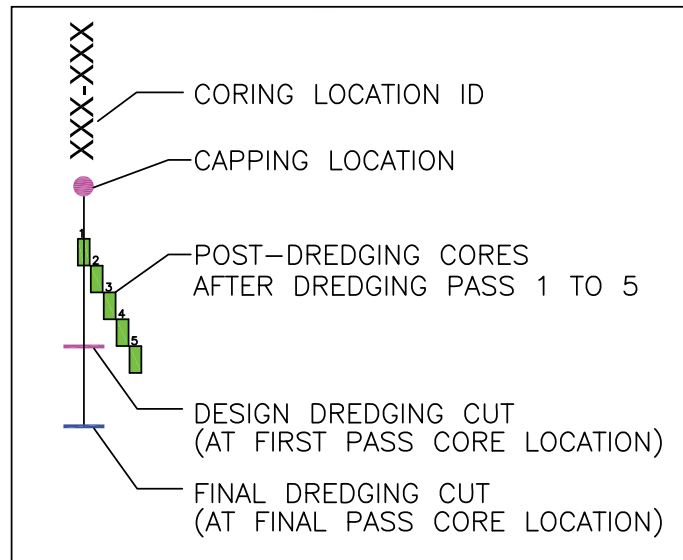 XXX-XXX
CORING LOCATION ID
CAPPING LOCATION
1
2
3
4
5
POST-DREDGING CORES
AFTER DREDGING PASS 1 TO 5
DESIGN DREDGING CUT
(AT FIRST PASS CORE LOCATION)
FINAL DREDGING CUT
(AT FINAL PASS CORE LOCATION)